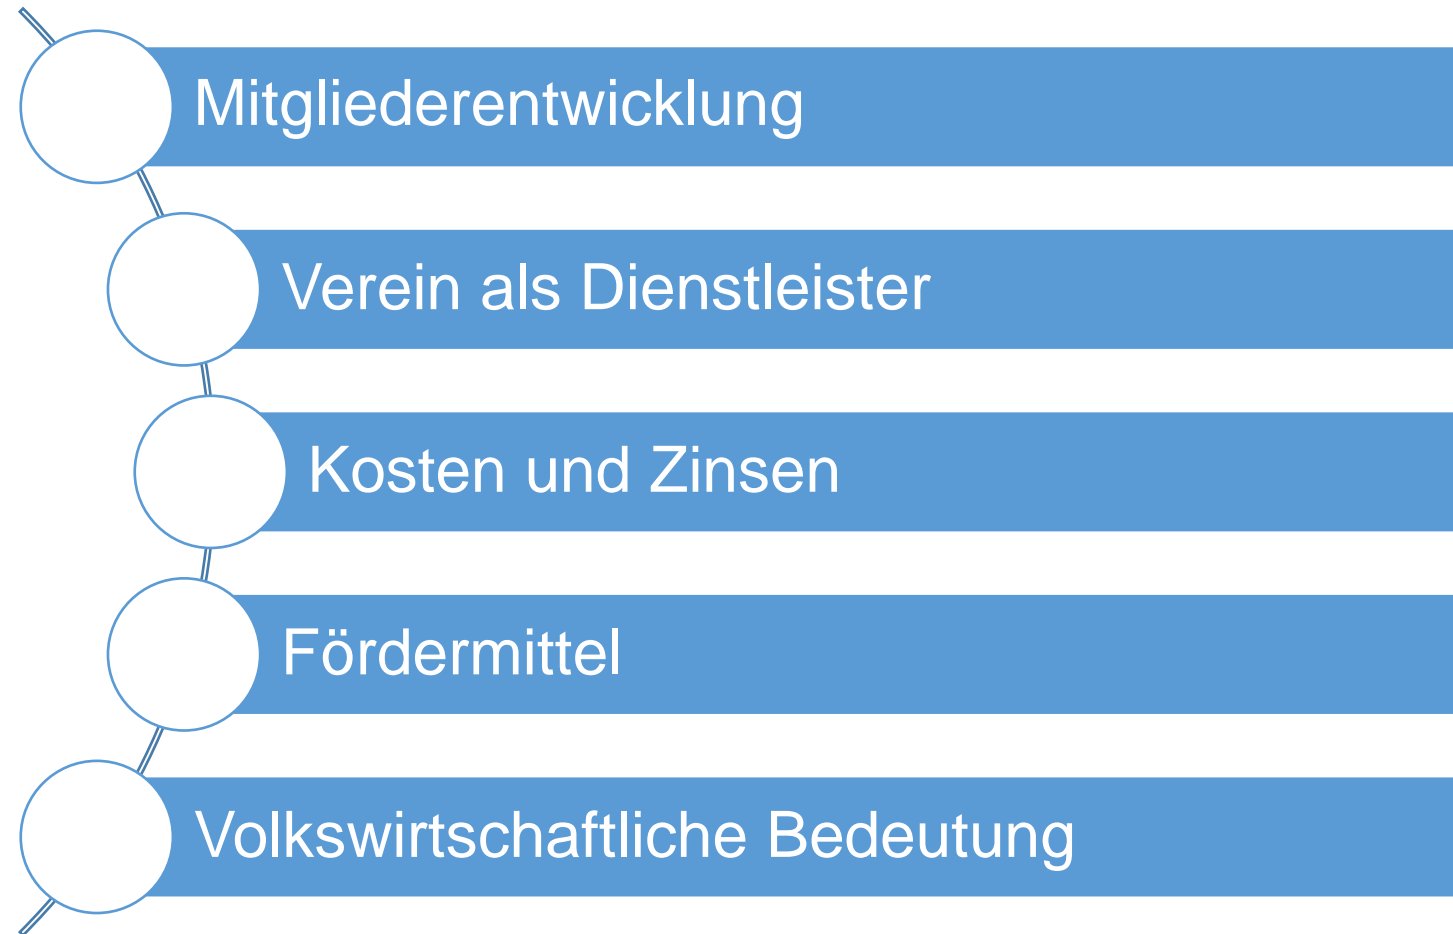 Mitgliederentwicklung
Verein als Dienstleister
Kosten und Zinsen
Fördermittel
Volkswirtschaftliche Bedeutung